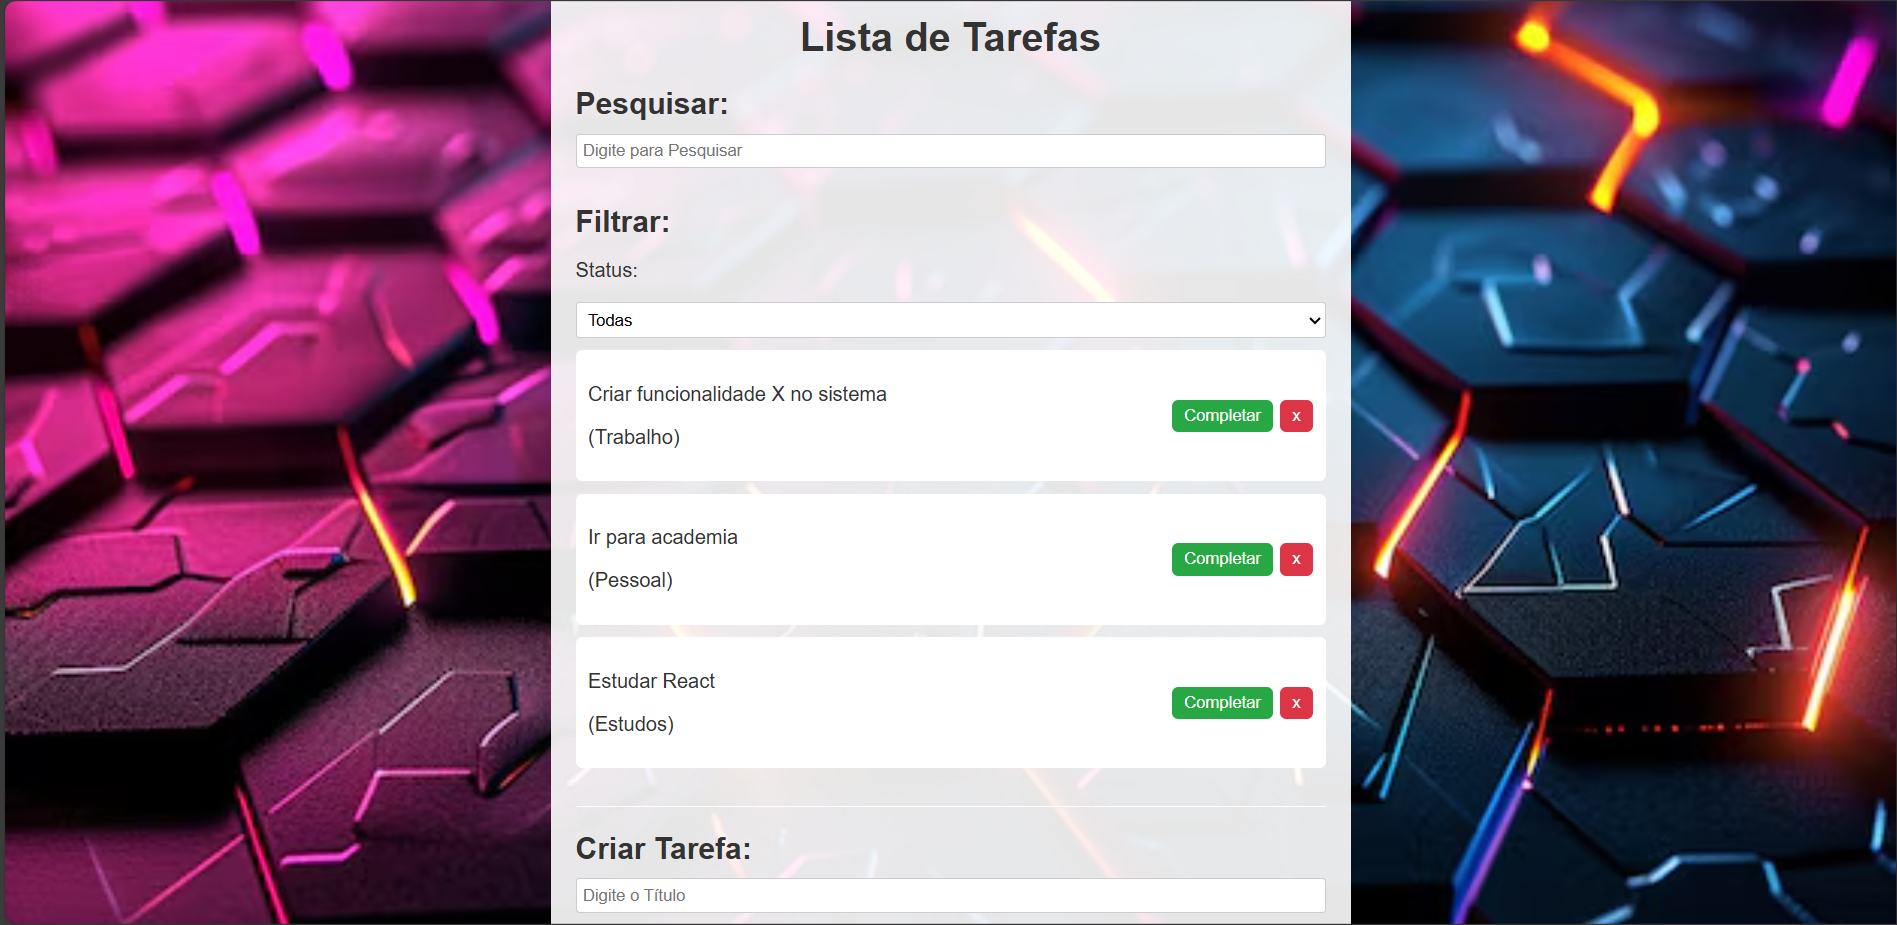 Lista de Tarefas
Pesquisar:
Digite para Pesquisar
Filtrar:
Status:
Todas
Criar funcionalidade X no sistema
(Trabalho)
Completar x
Ir para academia
(Pessoal)
Completar x
Estudar React
(Estudos)
Completar x
Criar Tarefa:
Digite o Título